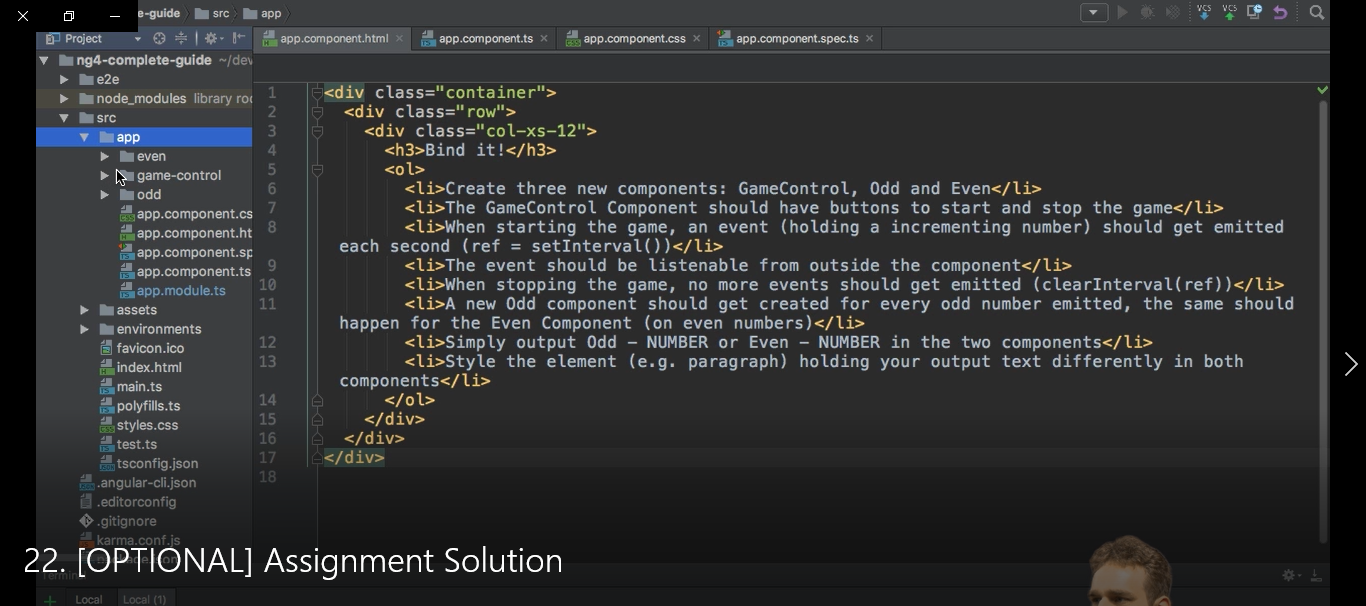 e-guide src app
Project
app.component.html app.component.ts app.component.css app.component.spec.ts
VCS VCS
ng4-complete-guide ~/dev
e2e
node_modules library roo
src
app
even
game-control
odd
app.component.cs
app.component.ht
app.component.sp
app.component.ts
app.module.ts
assets
environments
favicon.ico
index.html
main.ts
polyfills.ts
styles.css
test.ts
tsconfig.json
.angular-cli.json
.editorconfig
.gitignore
karma.conf.js
1 <div class="container">
2 <div class="row">
3 <div class="col-xs-12">
4 <h3>Bind it!</h3>
5 <ol>
6 <li>Create three new components: GameControl, Odd and Even</li>
7 <li>The GameControl Component should have buttons to start and stop the game</li>
8 <li>When starting the game, an event (holding a incrementing number) should get emitted
each second (ref = setInterval())</li>
9 <li>The event should be listenable from outside the component</li>
10 <li>When stopping the game, no more events should get emitted (clearInterval(ref))</li>
11 <li>A new Odd component should get created for every odd number emitted, the same should
happen for the Even Component (on even numbers)</li>
12 <li>Simply output Odd - NUMBER or Even - NUMBER in the two components</li>
13 <li>Style the element (e.g. paragraph) holding your output text differently in both
components</li>
14 </ol>
15 </div>
16 </div>
17 </div>
18
22. [OPTIONAL] Assignment Solution
Local Local (1)